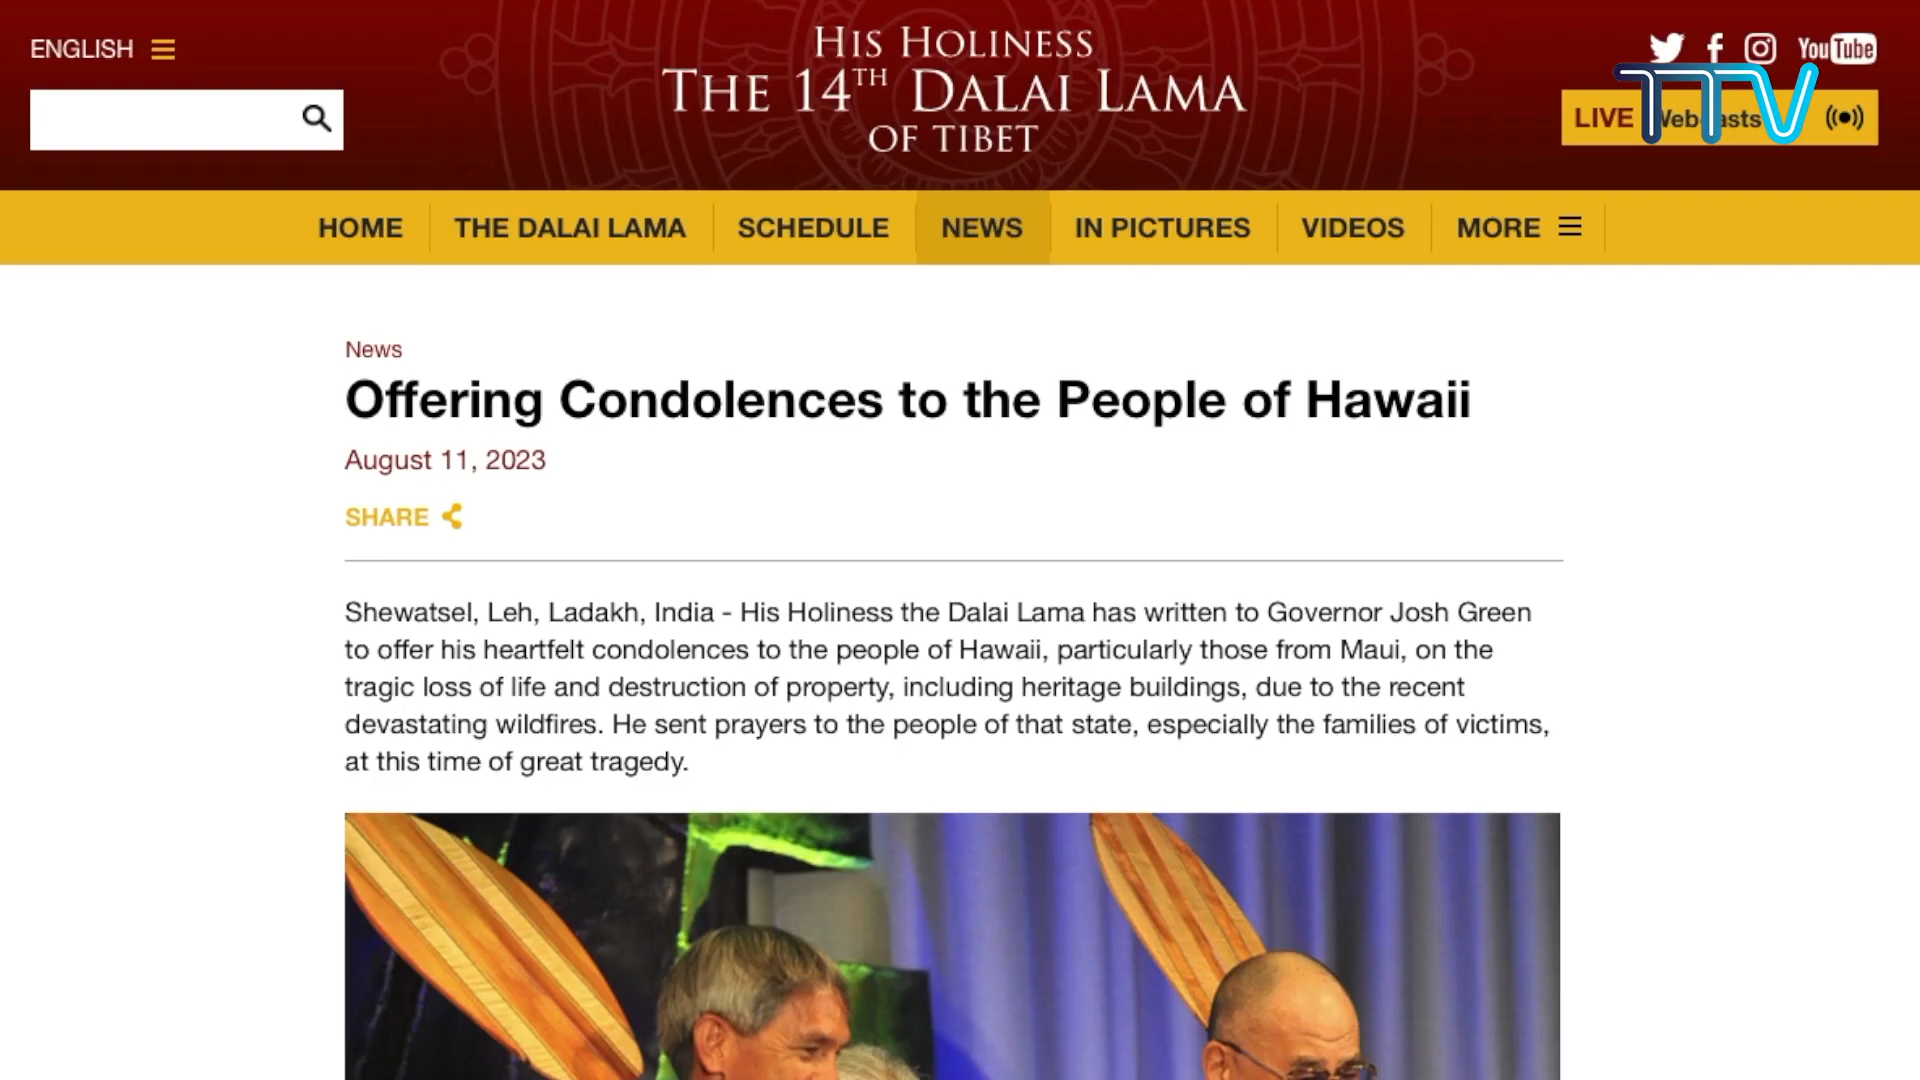 ENGLISH
HIS HOLINESS
THE 14TH DALAI LAMA
OF TIBET
YouTube
TTV
LIVE
HOME
THE DALAI LAMA
SCHEDULE
NEWS
IN PICTURES
VIDEOS
MORE
News
Offering Condolences to the People of Hawaii
August 11, 2023
SHARE
Shewatsel, Leh, Ladakh, India - His Holiness the Dalai Lama has written to Governor Josh Green
to offer his heartfelt condolences to the people of Hawaii, particularly those from Maui, on the
tragic loss of life and destruction of property, including heritage buildings, due to the recent
devastating wildfires. He sent prayers to the people of that state, especially the families of victims,
at this time of great tragedy.